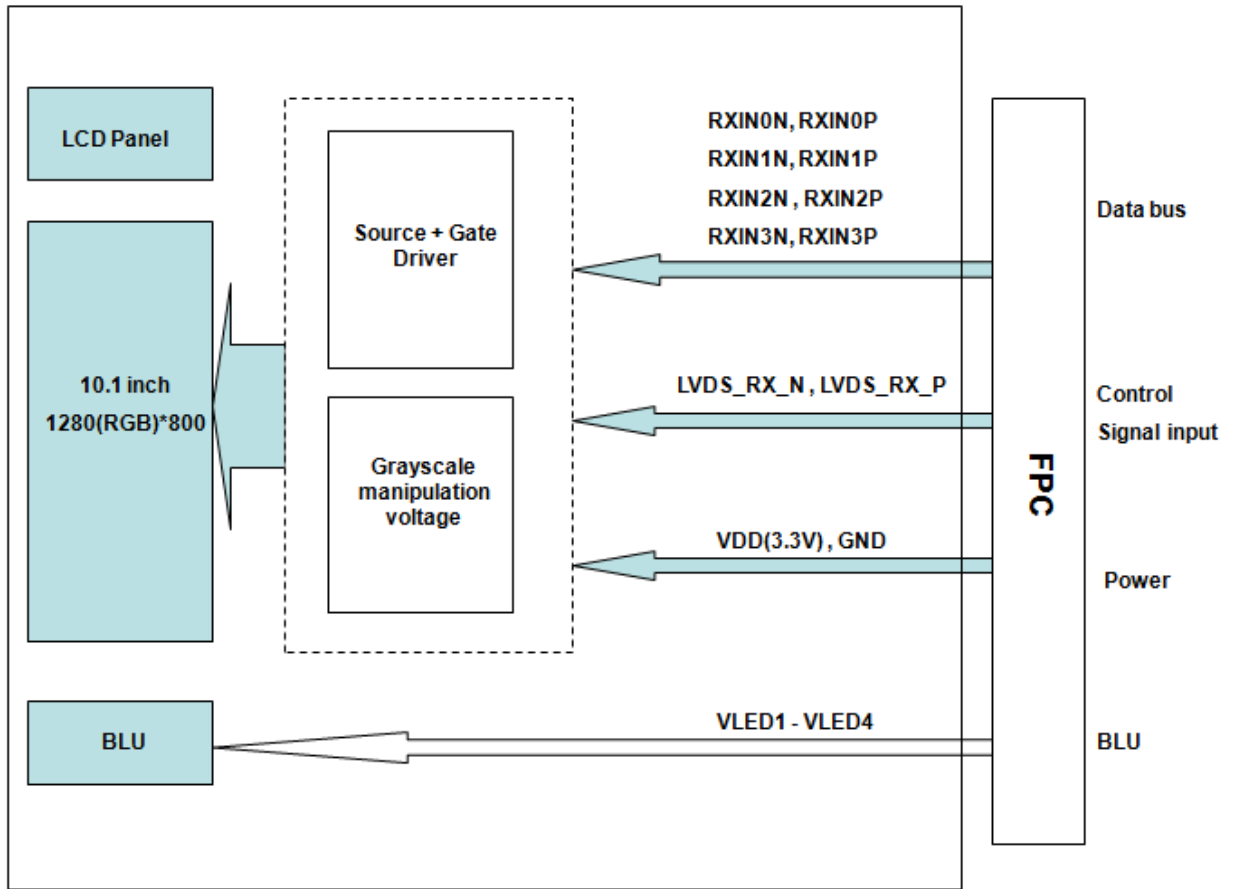 LCD Panel
10.1 inch
1280(RGB)*800
BLU
Source + Gate
Driver
Grayscale
manipulation
voltage
RXIN0N, RXIN0P
RXIN1N, RXIN1P
RXIN2N , RXIN2P
RXIN3N, RXIN3P
LVDS_RX_N , LVDS_RX_P
VDD(3.3V) , GND
VLED1 - VLED4
FPC
Data bus
Control
Signal input
Power
BLU